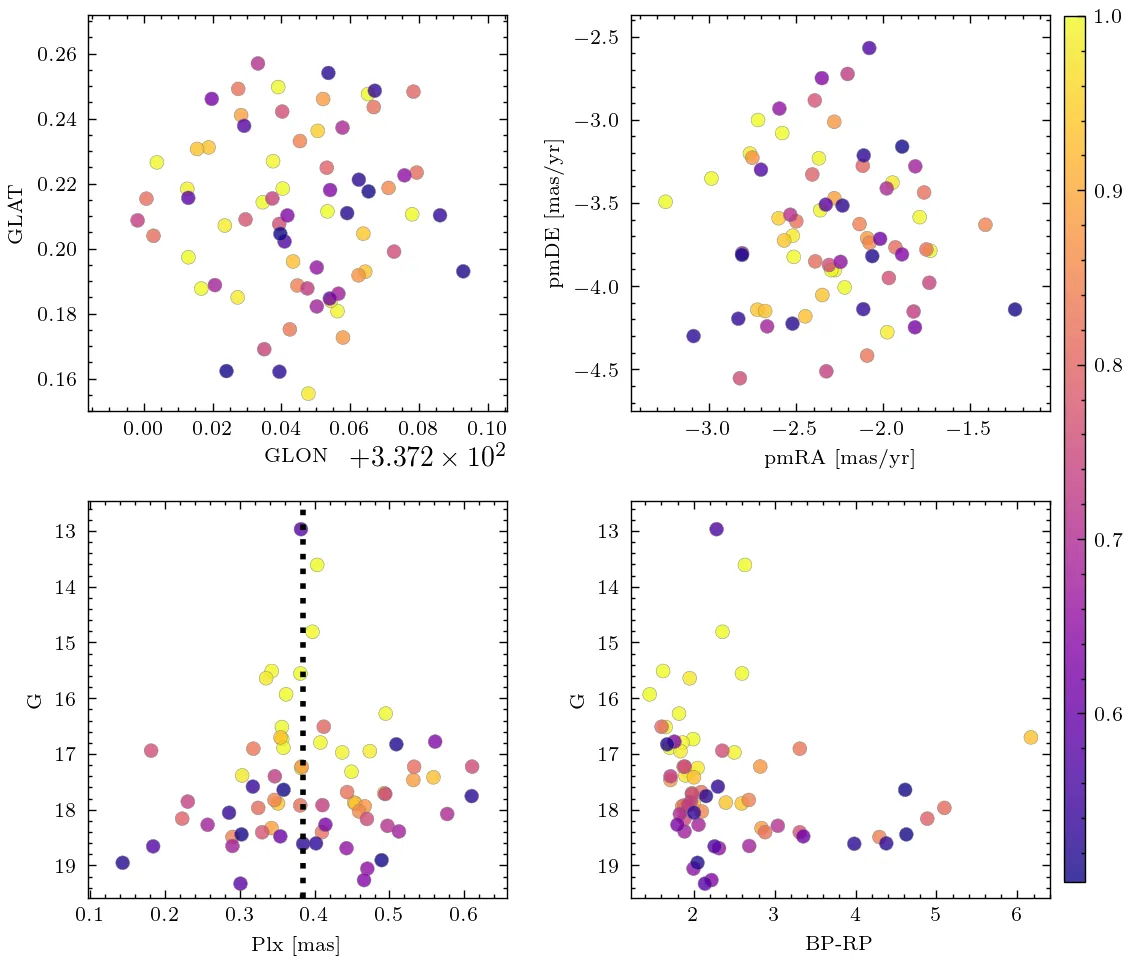 0.26
0.24
0.22
0.20
0.18
0.16
GLAT
0.00 0.02 0.04 0.06 0.08 0.10
GLON +3.372 × 10²
−2.5
−3.0
−3.5
−4.0
−4.5
pmDE [mas/yr]
−3.0 −2.5 −2.0 −1.5
pmRA [mas/yr]
1.0
0.9
0.8
0.7
0.6
13
14
15
16
17
18
19
G
0.1 0.2 0.3 0.4 0.5 0.6
Plx [mas]
13
14
15
16
17
18
19
G
2 3 4 5 6
BP-RP